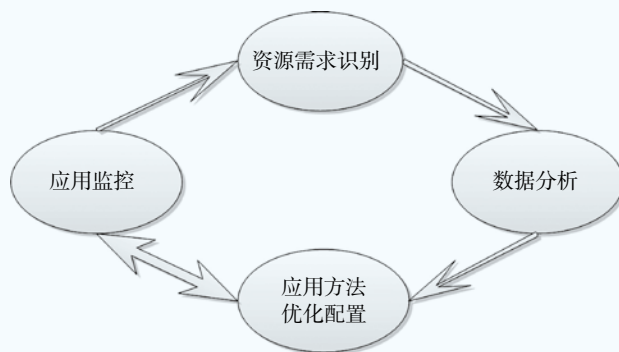 资源需求识别
应用监控
数据分析
应用方法
优化配置